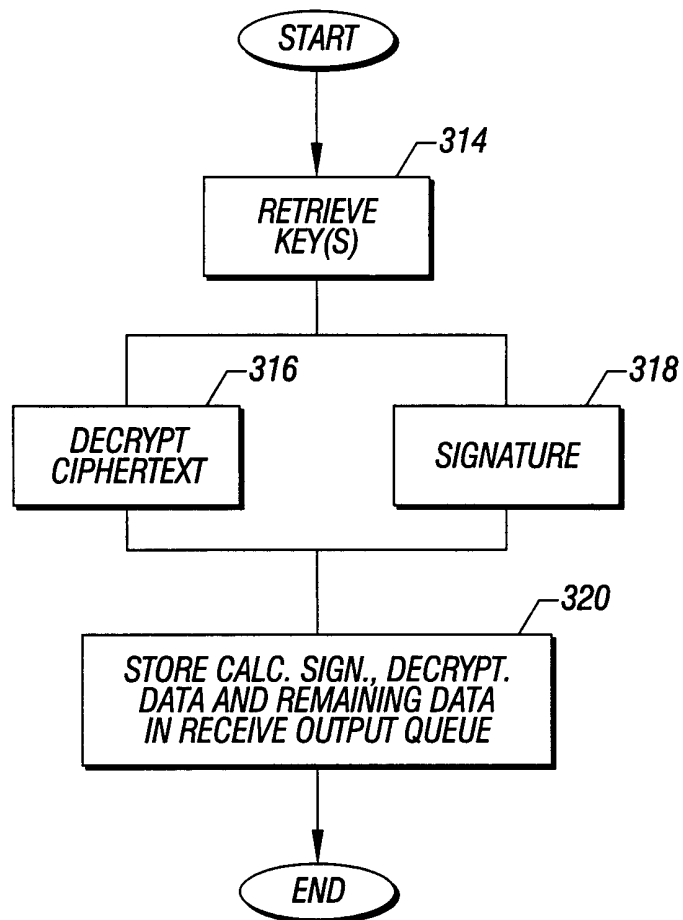 START
314
RETRIEVE
KEY(S)
316
318
DECRYPT
CIPHERTEXT
SIGNATURE
320
STORE CALC. SIGN., DECRYPT.
DATA AND REMAINING DATA
IN RECEIVE OUTPUT QUEUE
END